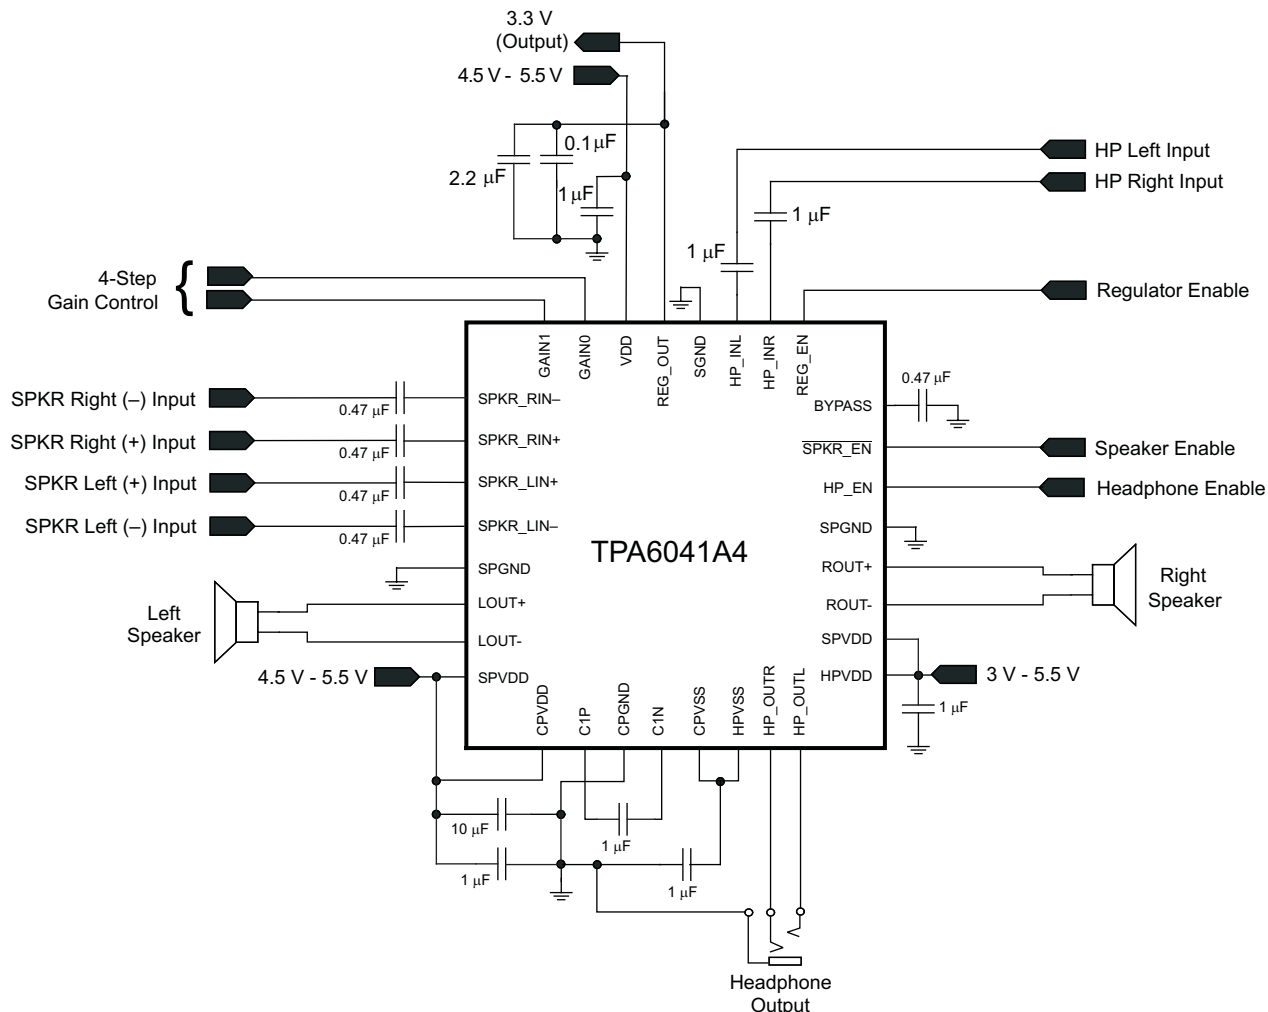 3.3 V
(Output)
4.5 V - 5.5 V
0.1 µF
2.2 µF
1 µF
HP Left Input
HP Right Input
1 µF
1 µF
4-Step
Gain Control
{
Regulator Enable
GAIN1
GAIN0
VDD
REG_OUT
SGND
HP_INL
HP_INR
REG_EN
SPKR Right (–) Input
0.47 µF
SPKR_RIN–
BYPASS
0.47 µF
SPKR Right (+) Input
0.47 µF
SPKR_RIN+
SPKR_EN
Speaker Enable
SPKR Left (+) Input
0.47 µF
SPKR_LIN+
HP_EN
Headphone Enable
SPKR Left (–) Input
0.47 µF
SPKR_LIN–
SPGND
TPA6041A4
SPGND
ROUT+
Right
Speaker
Left
Speaker
LOUT+
ROUT-
LOUT-
SPVDD
4.5 V - 5.5 V
SPVDD
HPVDD
3 V - 5.5 V
1 µF
CPVDD
C1P
CPGND
C1N
CPVSS
HPVSS
HP_OUTR
HP_OUTL
10 µF
1 µF
1 µF
1 µF
Headphone
Output